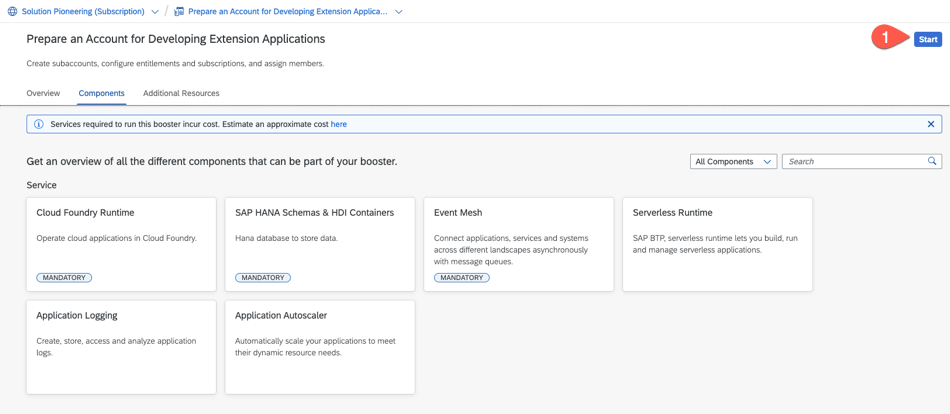 Solution Pioneering (Subscription) / Prepare an Account for Developing Extension Applica...
Prepare an Account for Developing Extension Applications
1
Start
Create subaccounts, configure entitlements and subscriptions, and assign members.
Overview Components Additional Resources
Services required to run this booster incur cost. Estimate an approximate cost here
Get an overview of all the different components that can be part of your booster.
All Components
Search
Service
Cloud Foundry Runtime
Operate cloud applications in Cloud Foundry.
MANDATORY
SAP HANA Schemas & HDI Containers
Hana database to store data.
MANDATORY
Event Mesh
Connect applications, services and systems
across different landscapes asynchronously
with message queues.
MANDATORY
Serverless Runtime
SAP BTP, serverless runtime lets you build, run
and manage serverless applications.
Application Logging
Create, store, access and analyze application
logs.
Application Autoscaler
Automatically scale your applications to meet
their dynamic resource needs.